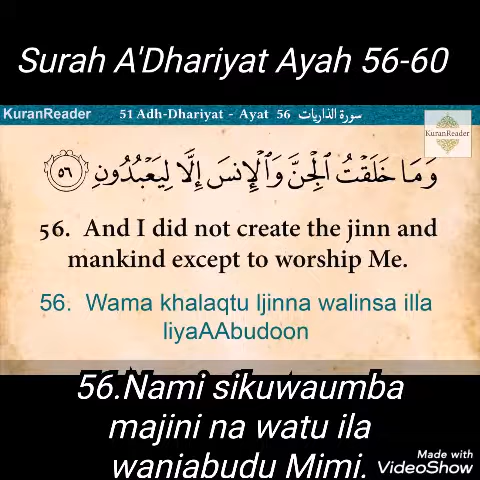 Surah A'Dhariyat Ayah 56-60
KuranReader
51 Adh-Dhariyat - Ayat 56 سورة الذاريات
KuranReader
وَمَا خَلَقْتُ ٱلْجِنَّ وَٱلْإِنسَ إِلَّا لِيَعْبُدُونِ ٥٦
56. And I did not create the jinn and
mankind except to worship Me.
56. Wama khalaqtu ljinna walinsa illa
liyaAAbudoon
56.Nami sikuwaumba
majini na watu ila
waniabudu Mimi.
Made with
VideoShow